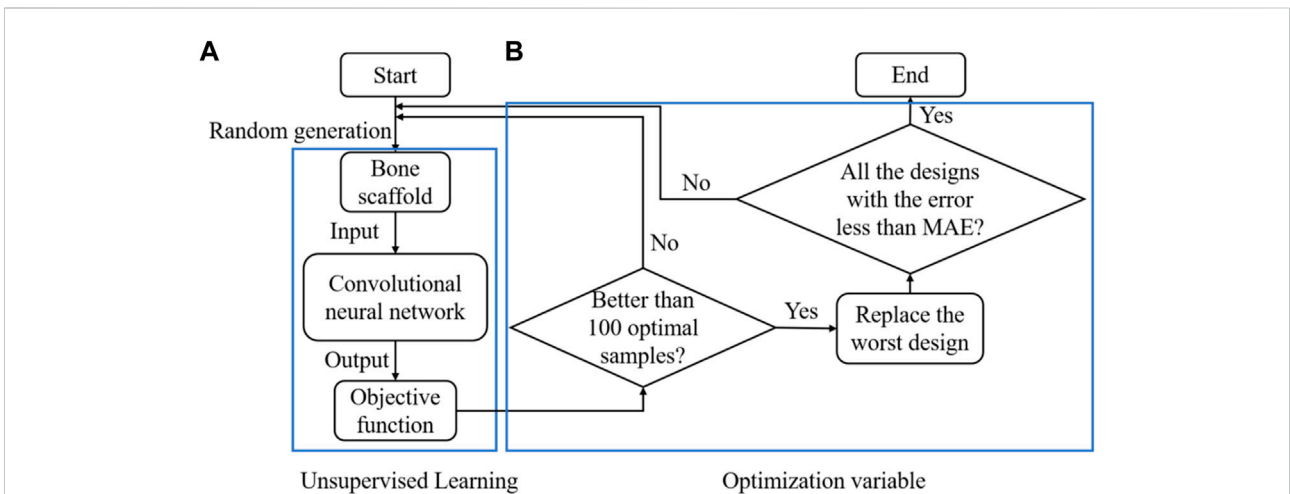 A
B
Start
End
Random generation
Yes
Bone
scaffold
All the designs
with the error
less than MAE?
No
Input
No
Convolutional
neural network
Better than
100 optimal
samples?
Yes
Replace the
worst design
Output
Objective
function
Unsupervised Learning
Optimization variable